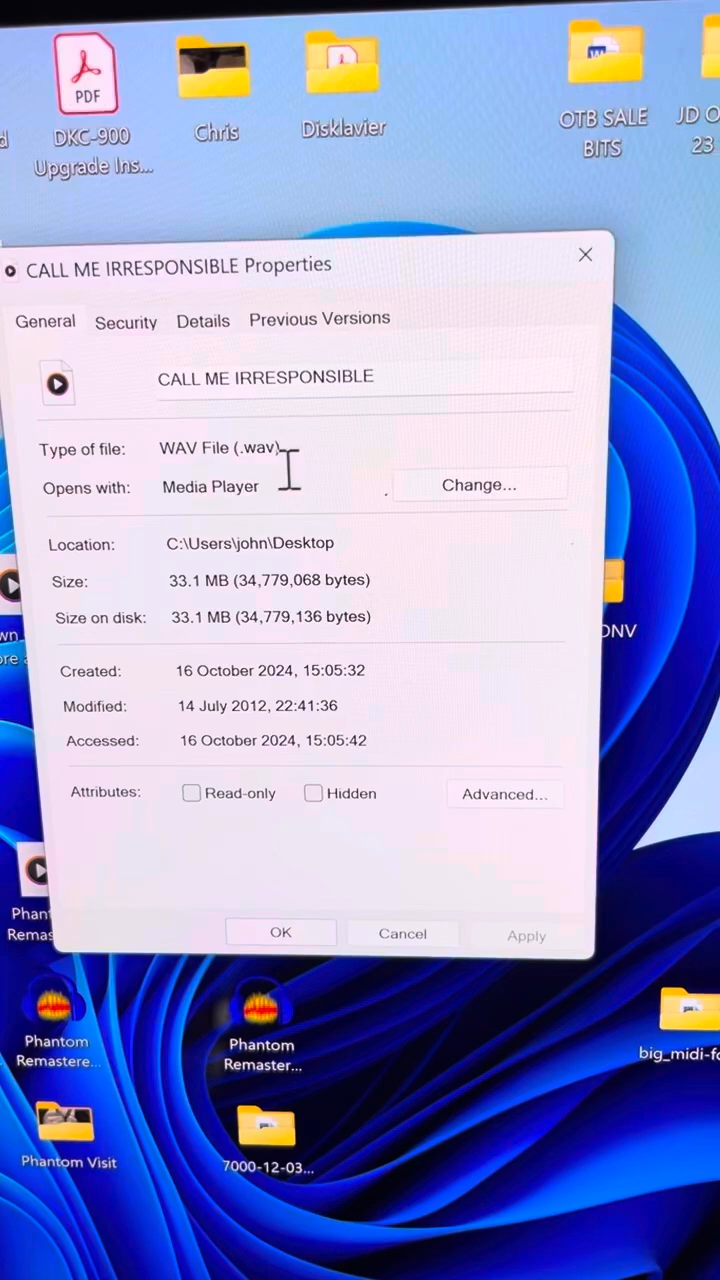 PDF
DKC-900
Upgrade Ins...
Chris
Disklavier
OTB SALE
BITS
JD O
23
CALL ME IRRESPONSIBLE Properties
General Security Details Previous Versions
CALL ME IRRESPONSIBLE
Type of file: WAV File (.wav)
Opens with: Media Player
Change...
Location: C:\Users\john\Desktop
Size: 33.1 MB (34,779,068 bytes)
Size on disk: 33.1 MB (34,779,136 bytes)
Created: 16 October 2024, 15:05:32
Modified: 14 July 2012, 22:41:36
Accessed: 16 October 2024, 15:05:42
Attributes: Read-only Hidden Advanced...
OK Cancel Apply
DNV
Phant
Remas
Phantom
Remastere...
Phantom
Remaster...
big_midi-fo
Phantom Visit
7000-12-03...